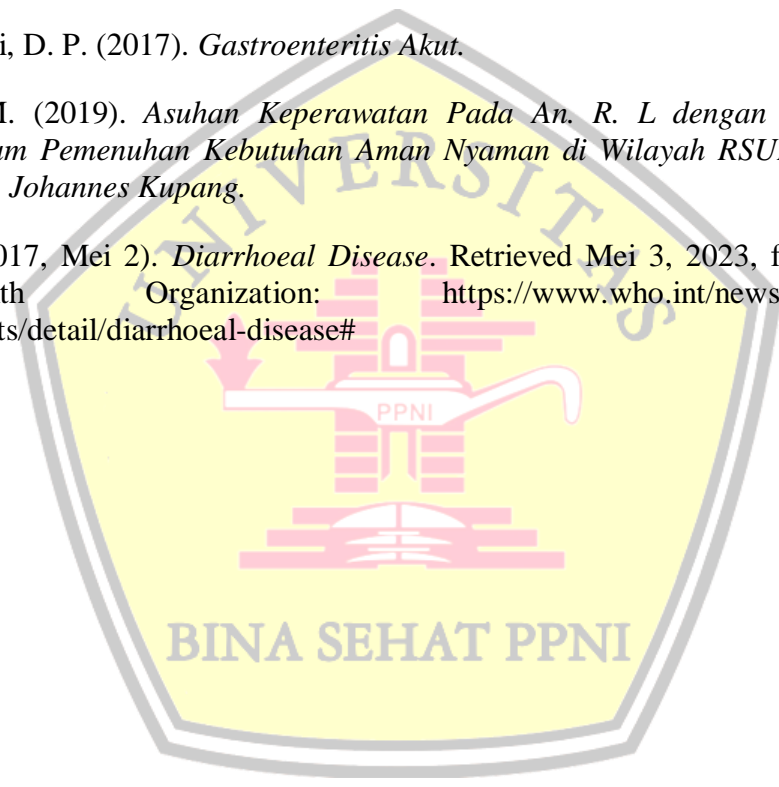 i, D. P. (2017). Gastroenteritis Akut.
M. (2019). Asuhan Keperawatan Pada An. R. L dengan
am Pemenuhan Kebutuhan Aman Nyaman di Wilayah RSU
Johannes Kupang.
017, Mei 2). Diarrhoeal Disease. Retrieved Mei 3, 2023, f
th Organization: https://www.who.int/news
ts/detail/diarrhoeal-disease#
UNIVERSITAS
PPNI
BINA SEHAT PPNI